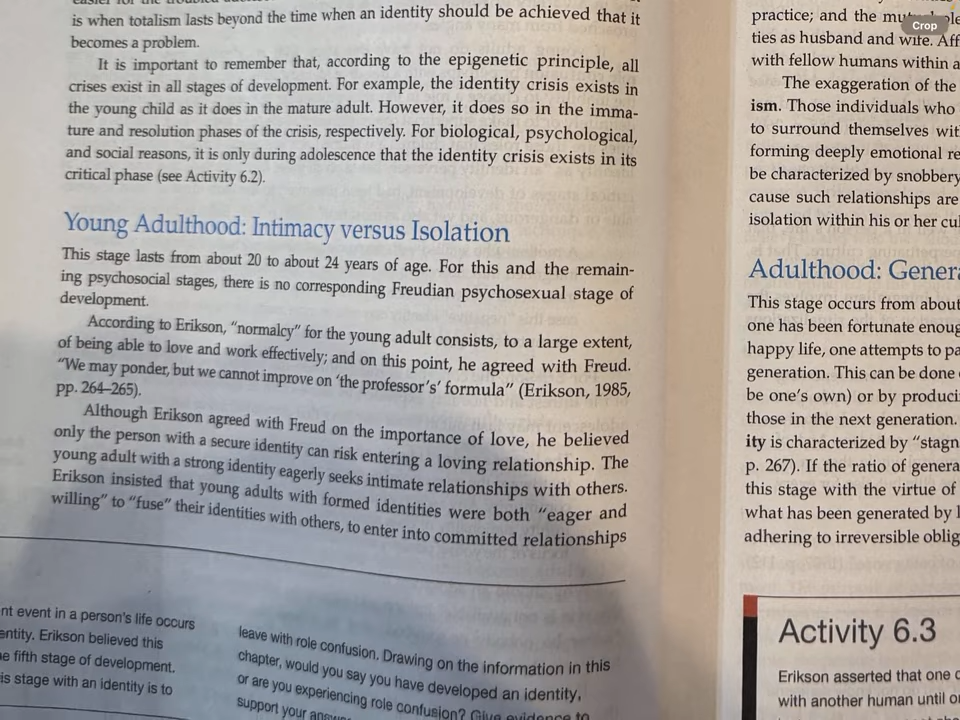 is when totalism lasts beyond the time when an identity should be achieved that it
becomes a problem.
It is important to remember that, according to the epigenetic principle, all
crises exist in all stages of development. For example, the identity crisis exists in
the young child as it does in the mature adult. However, it does so in the imma-
ture and resolution phases of the crisis, respectively. For biological, psychological,
and social reasons, it is only during adolescence that the identity crisis exists in its
critical phase (see Activity 6.2).
Young Adulthood: Intimacy versus Isolation
This stage lasts from about 20 to about 24 years of age. For this and the remain-
ing psychosocial stages, there is no corresponding Freudian psychosexual stage of
development.
According to Erikson, "normalcy" for the young adult consists, to a large extent,
of being able to love and work effectively; and on this point, he agreed with Freud.
"We may ponder, but we cannot improve on 'the professor's' formula" (Erikson, 1985,
pp. 264–265).
Although Erikson agreed with Freud on the importance of love, he believed
only the person with a secure identity can risk entering a loving relationship. The
young adult with a strong identity eagerly seeks intimate relationships with others.
Erikson insisted that young adults with formed identities were both "eager and
willing" to "fuse" their identities with others, to enter into committed relationships
nt event in a person's life occurs
entity. Erikson believed this
e fifth stage of development.
is stage with an identity is to
leave with role confusion. Drawing on the information in this
chapter, would you say you have developed an identity,
or are you experiencing role confusion? Give evidence to
support your
practice; and the
ties as husband and wife. Aff
with fellow humans within a
The exaggeration of the
ism. Those individuals who
to surround themselves wit
forming deeply emotional re
be characterized by snobbery
cause such relationships are
isolation within his or her cul
Adulthood: Genera
This stage occurs from about
one has been fortunate enoug
happy life, one attempts to pa
generation. This can be done
be one's own) or by produci
those in the next generation.
ity is characterized by "stagn
p. 267). If the ratio of genera
this stage with the virtue of
what has been generated by l
adhering to irreversible oblig
Activity 6.3
Erikson asserted that one c
with another human until
Crop